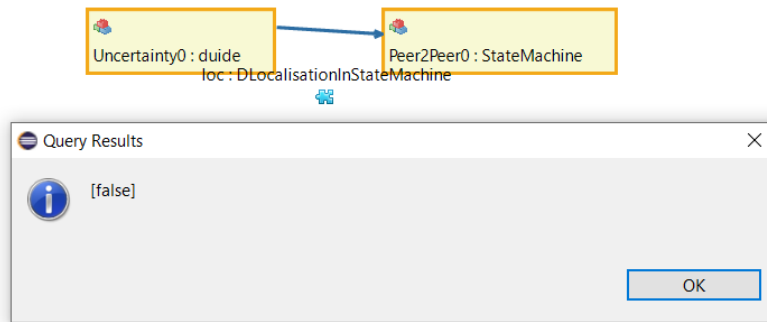 Uncertainty0 : duide
Peer2Peer0 : StateMachine
loc : DLocalisationInStateMachine
Query Results
[false]
OK